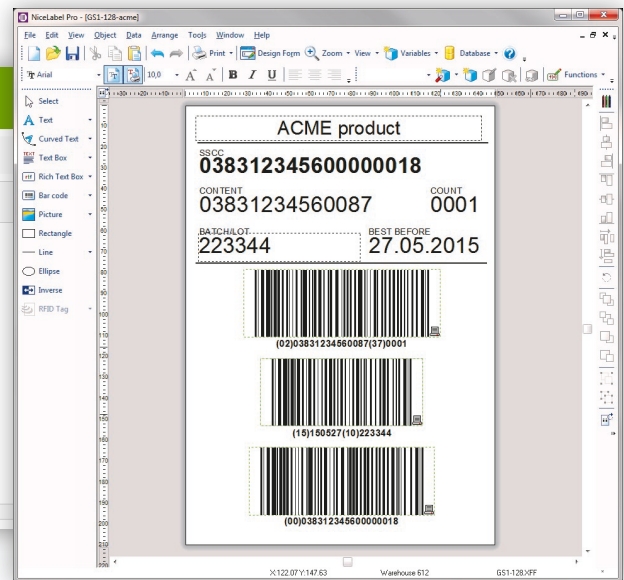 NiceLabel Pro - [GS1-128-acme]
File Edit View Object Data Arrange Tools Window Help
Print View Design Form Zoom View Variables Database
Arial 10,0 A A B I U Functions
Select
Text
Curved Text
Text Box
Rich Text Box
Bar code
Picture
Rectangle
Line
Ellipse
Inverse
RFID Tag
ACME product
SSCC
038312345600000018
CONTENT COUNT
03831234560087 0001
BATCH/LOT BEST BEFORE
223344 27.05.2015
(02)03831234560087(37)0001
(15)150527(10)223344
(00)038312345600000018
X:122.07 Y:147.63 Warehouse 612 GS1-128.XFF